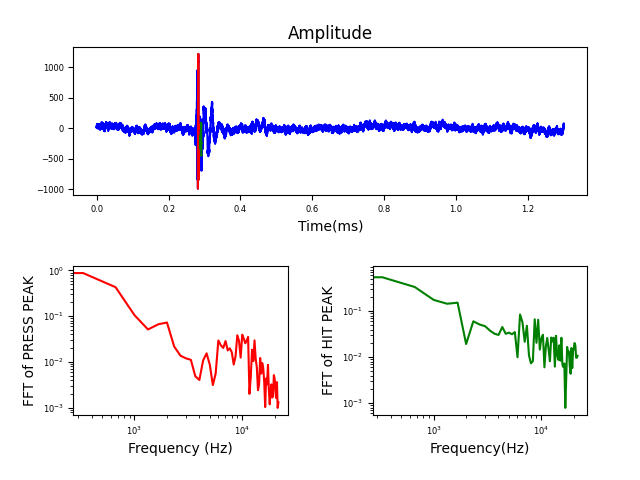 Amplitude
1000
500
0
−500
−1000
0.0 0.2 0.4 0.6 0.8 1.0 1.2
Time(ms)
FFT of PRESS PEAK
10⁰
10⁻¹
10⁻²
10⁻³
10³ 10⁴
Frequency (Hz)
FFT of HIT PEAK
10⁻¹
10⁻²
10⁻³
10³ 10⁴
Frequency(Hz)